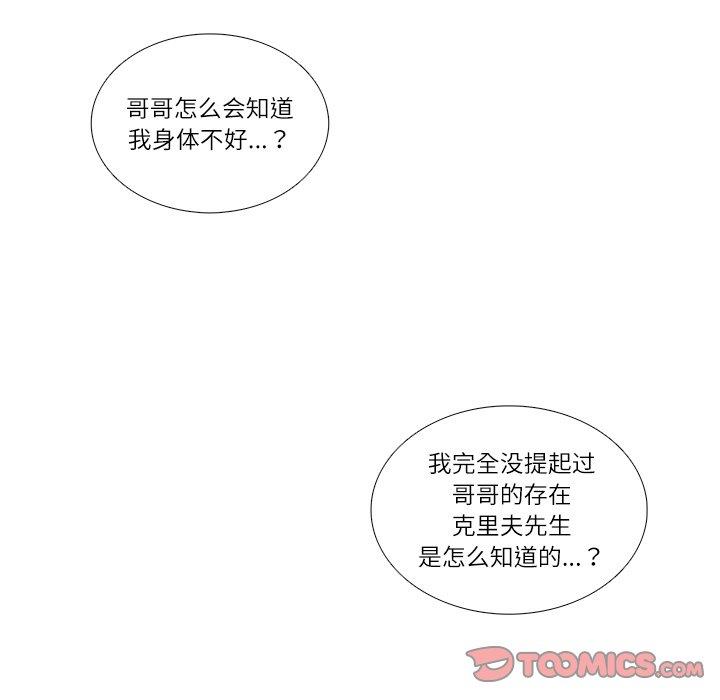 哥哥怎么会知道
我身体不好...？
我完全没提起过
哥哥的存在
克里夫先生
是怎么知道的...？
TOOMICS.com